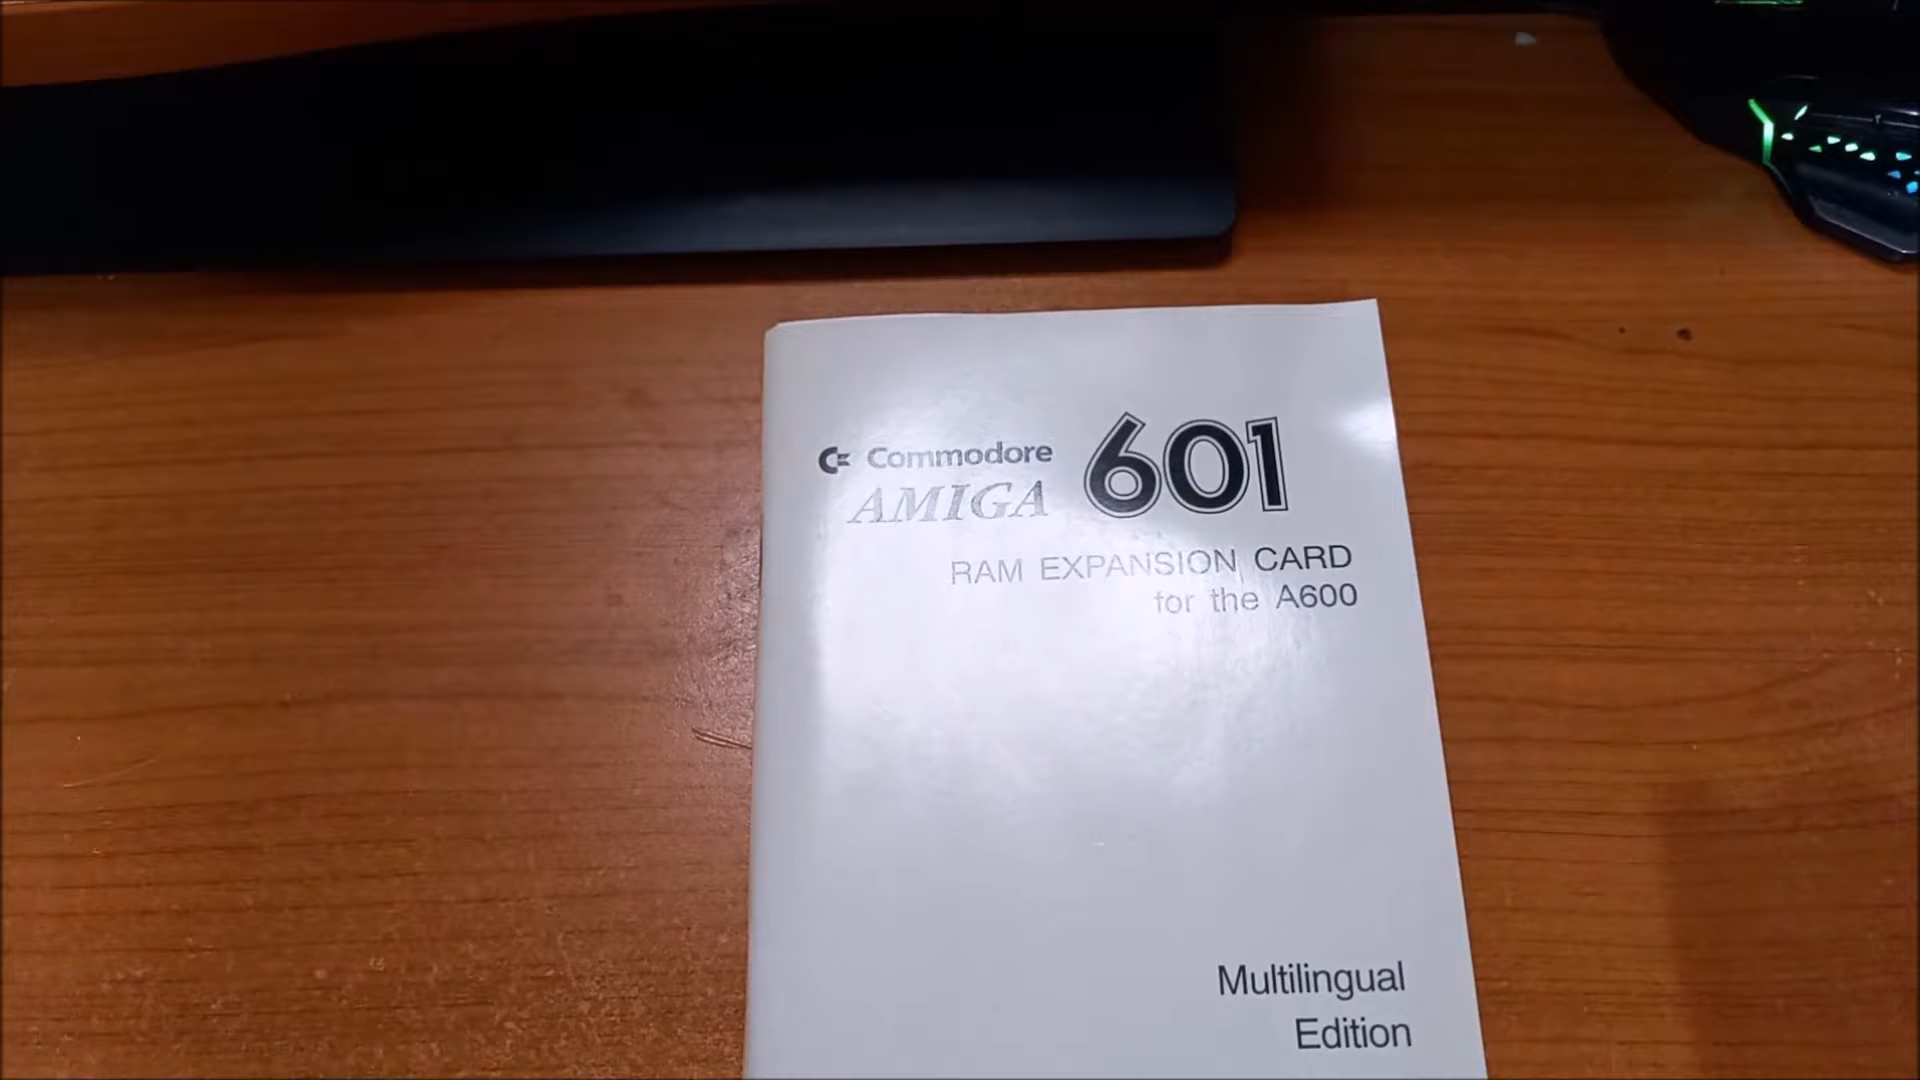 Commodore
AMIGA 601
RAM EXPANSION CARD
for the A600
Multilingual
Edition